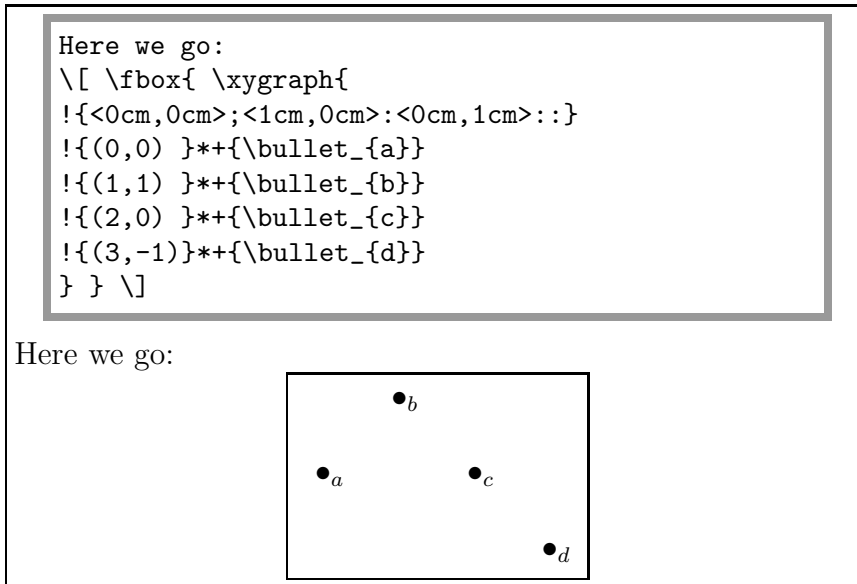 Here we go:
\[ \fbox{ \xygraph{
!{<0cm,0cm>;<1cm,0cm>:<0cm,1cm>::}
!{(0,0) }*+{\bullet_{a}}
!{(1,1) }*+{\bullet_{b}}
!{(2,0) }*+{\bullet_{c}}
!{(3,-1)}*+{\bullet_{d}}
} } \]
Here we go:
•b
•a •c
•d